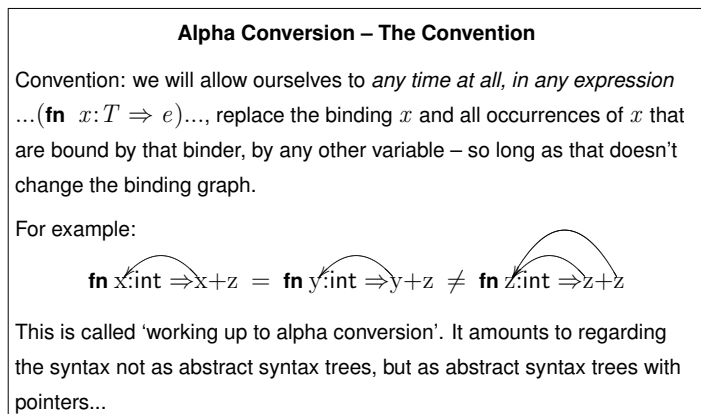 Alpha Conversion – The Convention
Convention: we will allow ourselves to any time at all, in any expression
...(fn x:T ⇒ e)..., replace the binding x and all occurrences of x that
are bound by that binder, by any other variable – so long as that doesn't
change the binding graph.
For example:
fn x:int ⇒x+z = fn y:int ⇒y+z ≠ fn z:int ⇒z+z
This is called ‘working up to alpha conversion’. It amounts to regarding
the syntax not as abstract syntax trees, but as abstract syntax trees with
pointers...